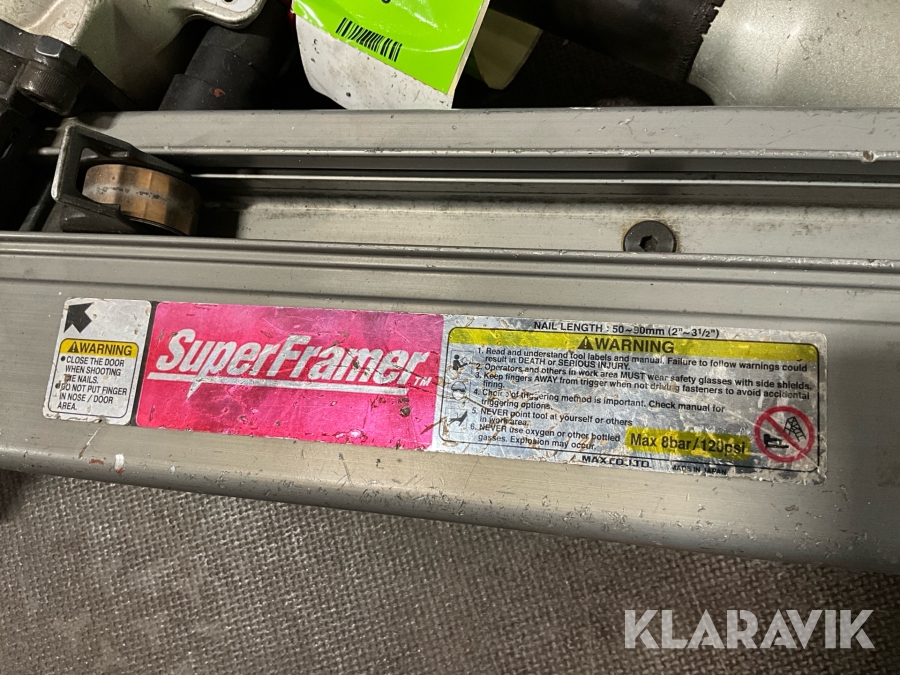 WARNING
• CLOSE THE DOOR
WHEN SHOOTING
THE NAILS.
• DO NOT PUT FINGER
IN NOSE / DOOR
AREA.
SuperFramer TM
NAIL LENGTH : 50~90mm (2"~3 1/2")
WARNING
1. Read and understand tool labels and manual. Failure to follow warnings could
result in DEATH or SERIOUS INJURY.
2. Operators and others in work area MUST wear safety glasses with side shields.
3. Keep fingers AWAY from trigger when not driving fasteners to avoid accidental
firing.
4. Choice of triggering method is important. Check manual for
triggering options.
5. NEVER point tool at yourself or others
in work area.
6. NEVER use oxygen or other bottled
gasses. Explosion may occur.
Max 8bar/120psi
MAX CO., LTD.
MADE IN JAPAN
KLARAVIK